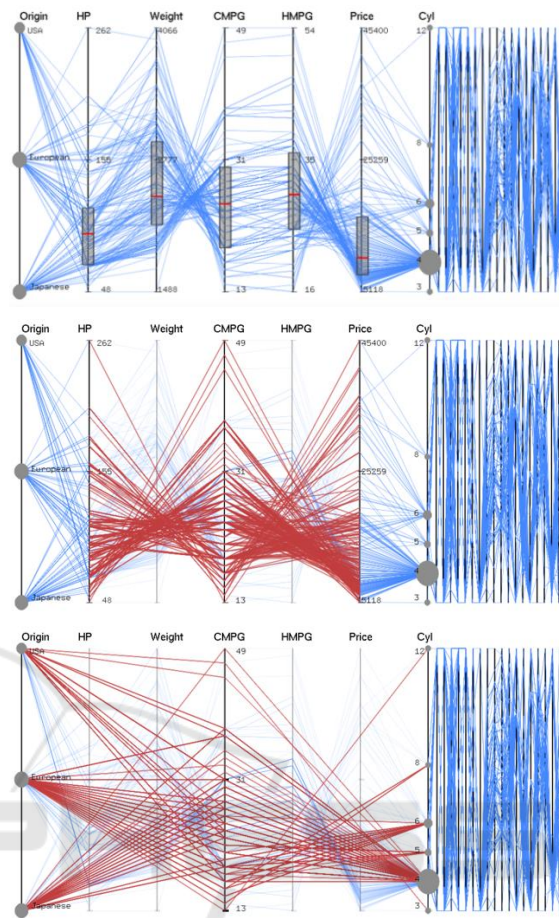 Origin HP Weight CMPG HMPG Price Cyl
USA 262 4066 49 54 45400 12
8
European 155 2777 31 35 25259
6
5
4
Japanese 48 1488 13 16 5118 3
Origin HP Weight CMPG HMPG Price Cyl
USA 262 49 45400 12
8
European 155 31 25259
6
5
4
Japanese 48 13 5118 3
Origin HP Weight CMPG HMPG Price Cyl
USA 49 12
8
European 31
6
5
4
Japanese 13 3